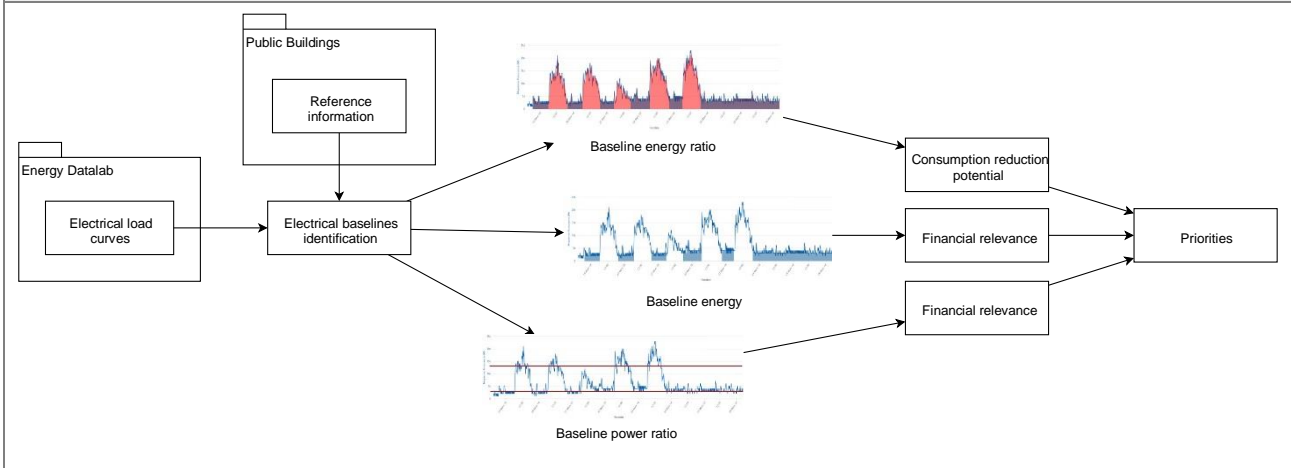 Public Buildings
Reference
information
Energy Datalab
Electrical load
curves
Electrical baselines
identification
Baseline energy ratio
Baseline energy
Baseline power ratio
Consumption reduction
potential
Financial relevance
Financial relevance
Priorities